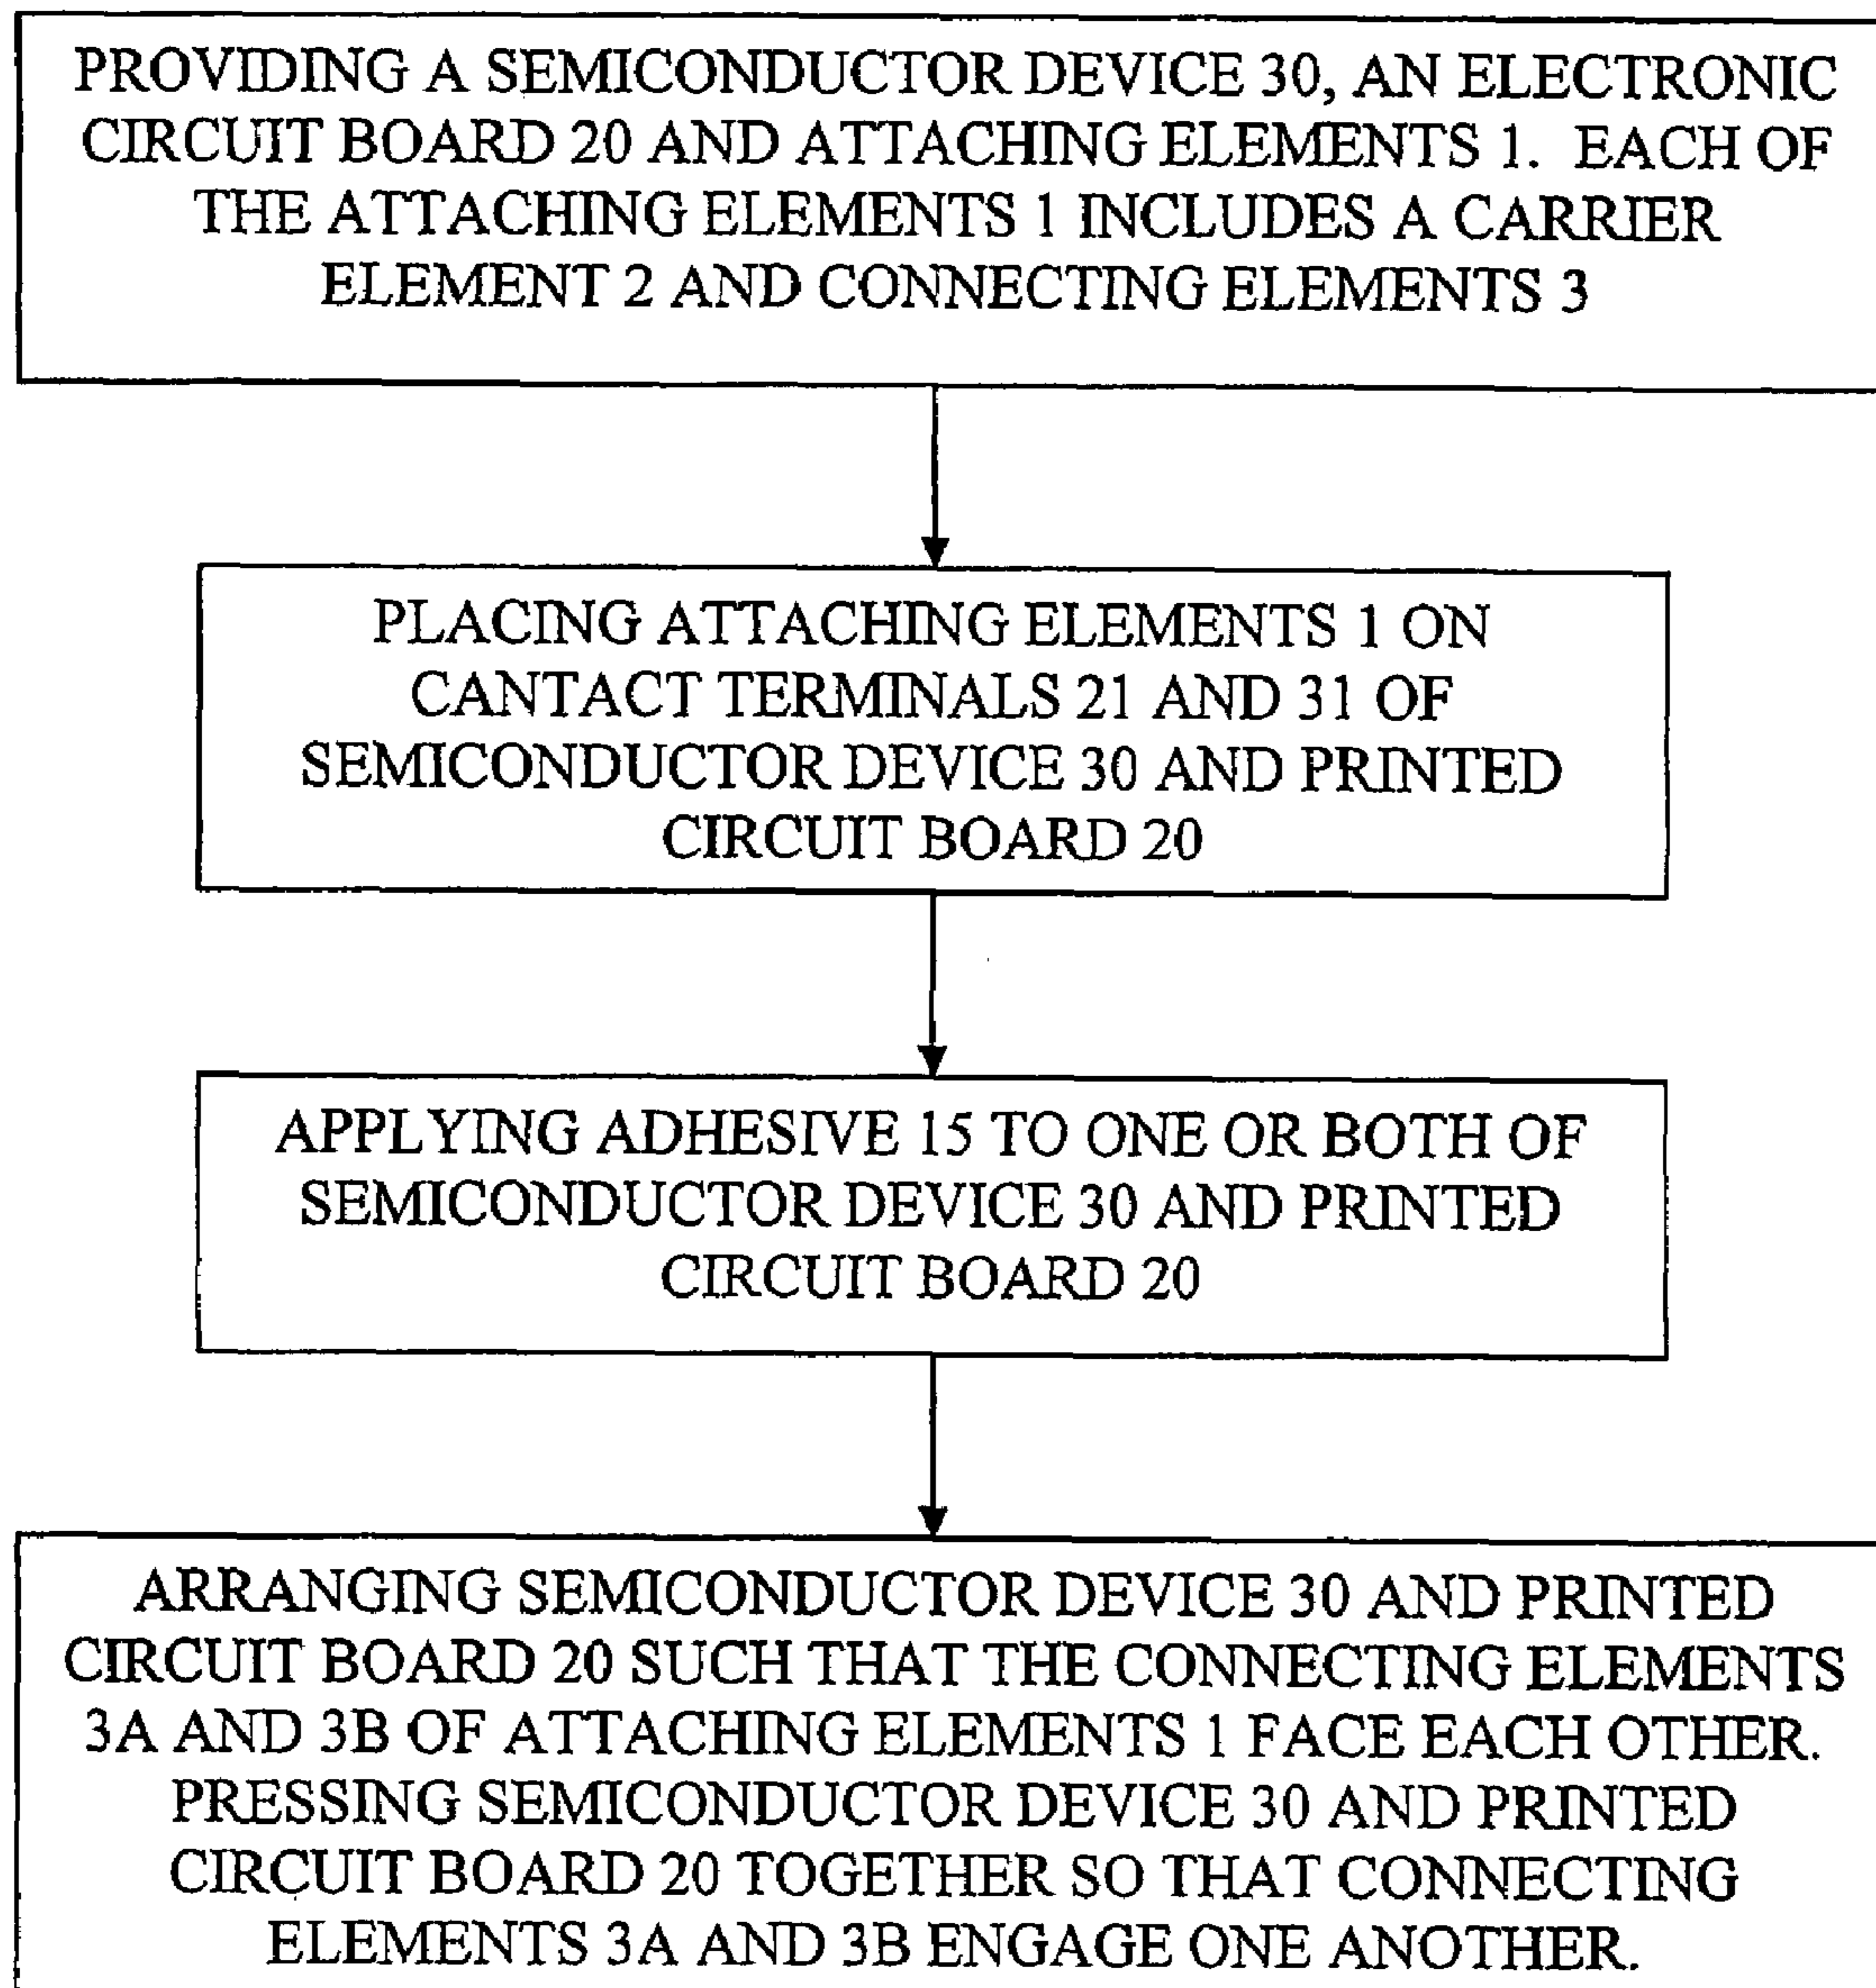 PROVIDING A SEMICONDUCTOR DEVICE 30, AN ELECTRONIC
CIRCUIT BOARD 20 AND ATTACHING ELEMENTS 1. EACH OF
THE ATTACHING ELEMENTS 1 INCLUDES A CARRIER
ELEMENT 2 AND CONNECTING ELEMENTS 3
PLACING ATTACHING ELEMENTS 1 ON
CANTACT TERMINALS 21 AND 31 OF
SEMICONDUCTOR DEVICE 30 AND PRINTED
CIRCUIT BOARD 20
APPLYING ADHESIVE 15 TO ONE OR BOTH OF
SEMICONDUCTOR DEVICE 30 AND PRINTED
CIRCUIT BOARD 20
ARRANGING SEMICONDUCTOR DEVICE 30 AND PRINTED
CIRCUIT BOARD 20 SUCH THAT THE CONNECTING ELEMENTS
3A AND 3B OF ATTACHING ELEMENTS 1 FACE EACH OTHER.
PRESSING SEMICONDUCTOR DEVICE 30 AND PRINTED
CIRCUIT BOARD 20 TOGETHER SO THAT CONNECTING
ELEMENTS 3A AND 3B ENGAGE ONE ANOTHER.